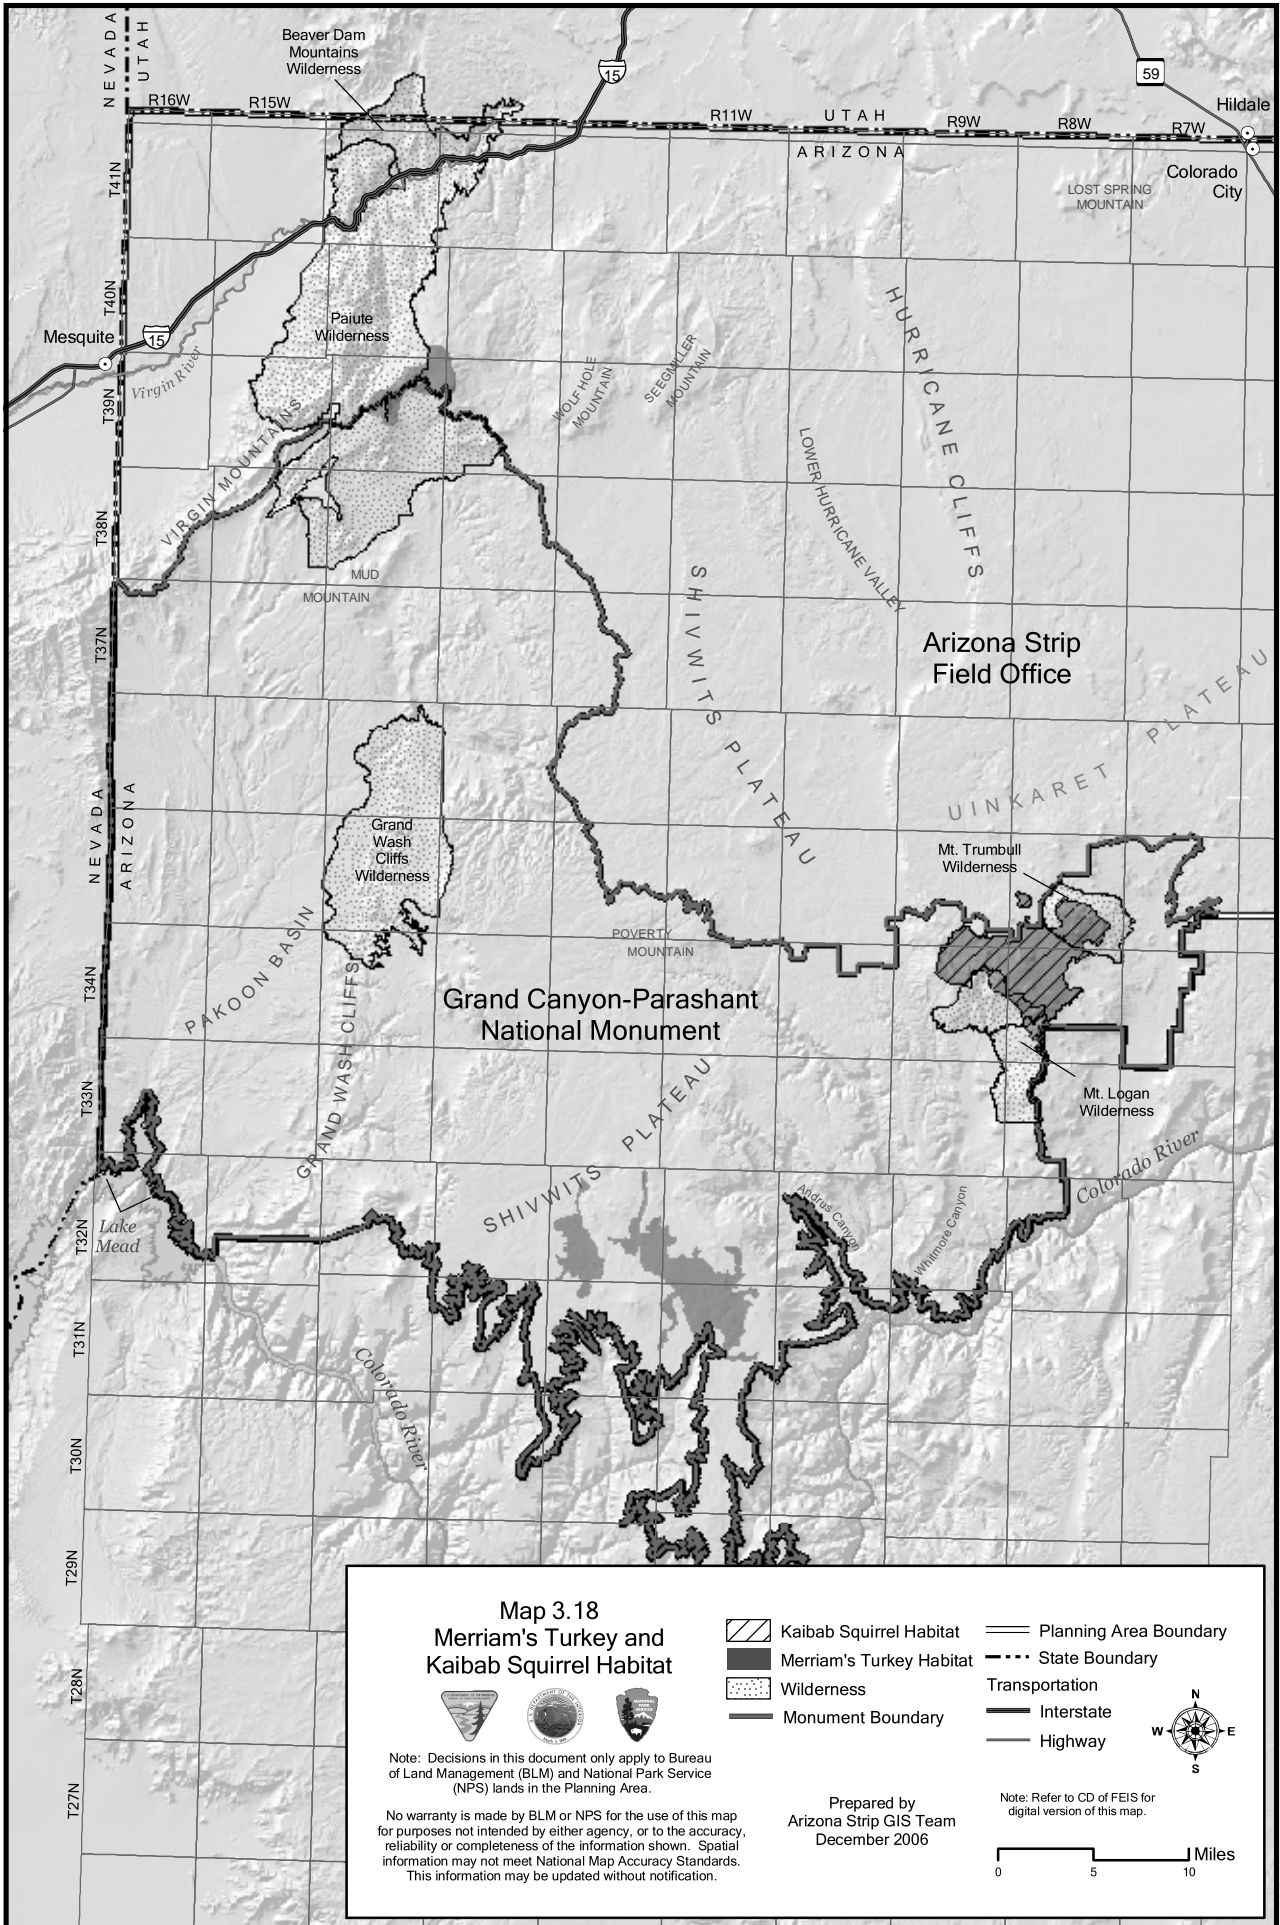 NEVADA
UTAH
Beaver Dam
Mountains
Wilderness
15
59
R16W
R15W
R11W
UTAH
R9W
R8W
R7W
Hildale
ARIZONA
Colorado
City
T41N
LOST SPRING
MOUNTAIN
T40N
Paiute
Wilderness
Mesquite
15
Virgin River
T39N
HURRICANE CLIFFS
WOLF HOLE
MOUNTAIN
SEEGMILLER
MOUNTAIN
LOWER HURRICANE VALLEY
VIRGIN MOUNTAINS
T38N
MUD
MOUNTAIN
T37N
SHIVWITS PLATEAU
Arizona Strip
Field Office
UINKARET PLATEAU
NEVADA
ARIZONA
Grand
Wash
Cliffs
Wilderness
Mt. Trumbull
Wilderness
PAKOON BASIN
POVERTY
MOUNTAIN
T34N
GRAND WASH CLIFFS
Grand Canyon-Parashant
National Monument
T33N
SHIVWITS PLATEAU
Mt. Logan
Wilderness
Colorado River
Andrus Canyon
Whitmore Canyon
T32N
Lake
Mead
T31N
Colorado River
T30N
T29N
T28N
T27N
Map 3.18
Merriam's Turkey and
Kaibab Squirrel Habitat
NATIONAL
PARK
SERVICE
Note: Decisions in this document only apply to Bureau
of Land Management (BLM) and National Park Service
(NPS) lands in the Planning Area.
No warranty is made by BLM or NPS for the use of this map
for purposes not intended by either agency, or to the accuracy,
reliability or completeness of the information shown. Spatial
information may not meet National Map Accuracy Standards.
This information may be updated without notification.
Kaibab Squirrel Habitat
Merriam's Turkey Habitat
Wilderness
Monument Boundary
Planning Area Boundary
State Boundary
Transportation
Interstate
Highway
N
W
E
S
Prepared by
Arizona Strip GIS Team
December 2006
Note: Refer to CD of FEIS for
digital version of this map.
Miles
0
5
10